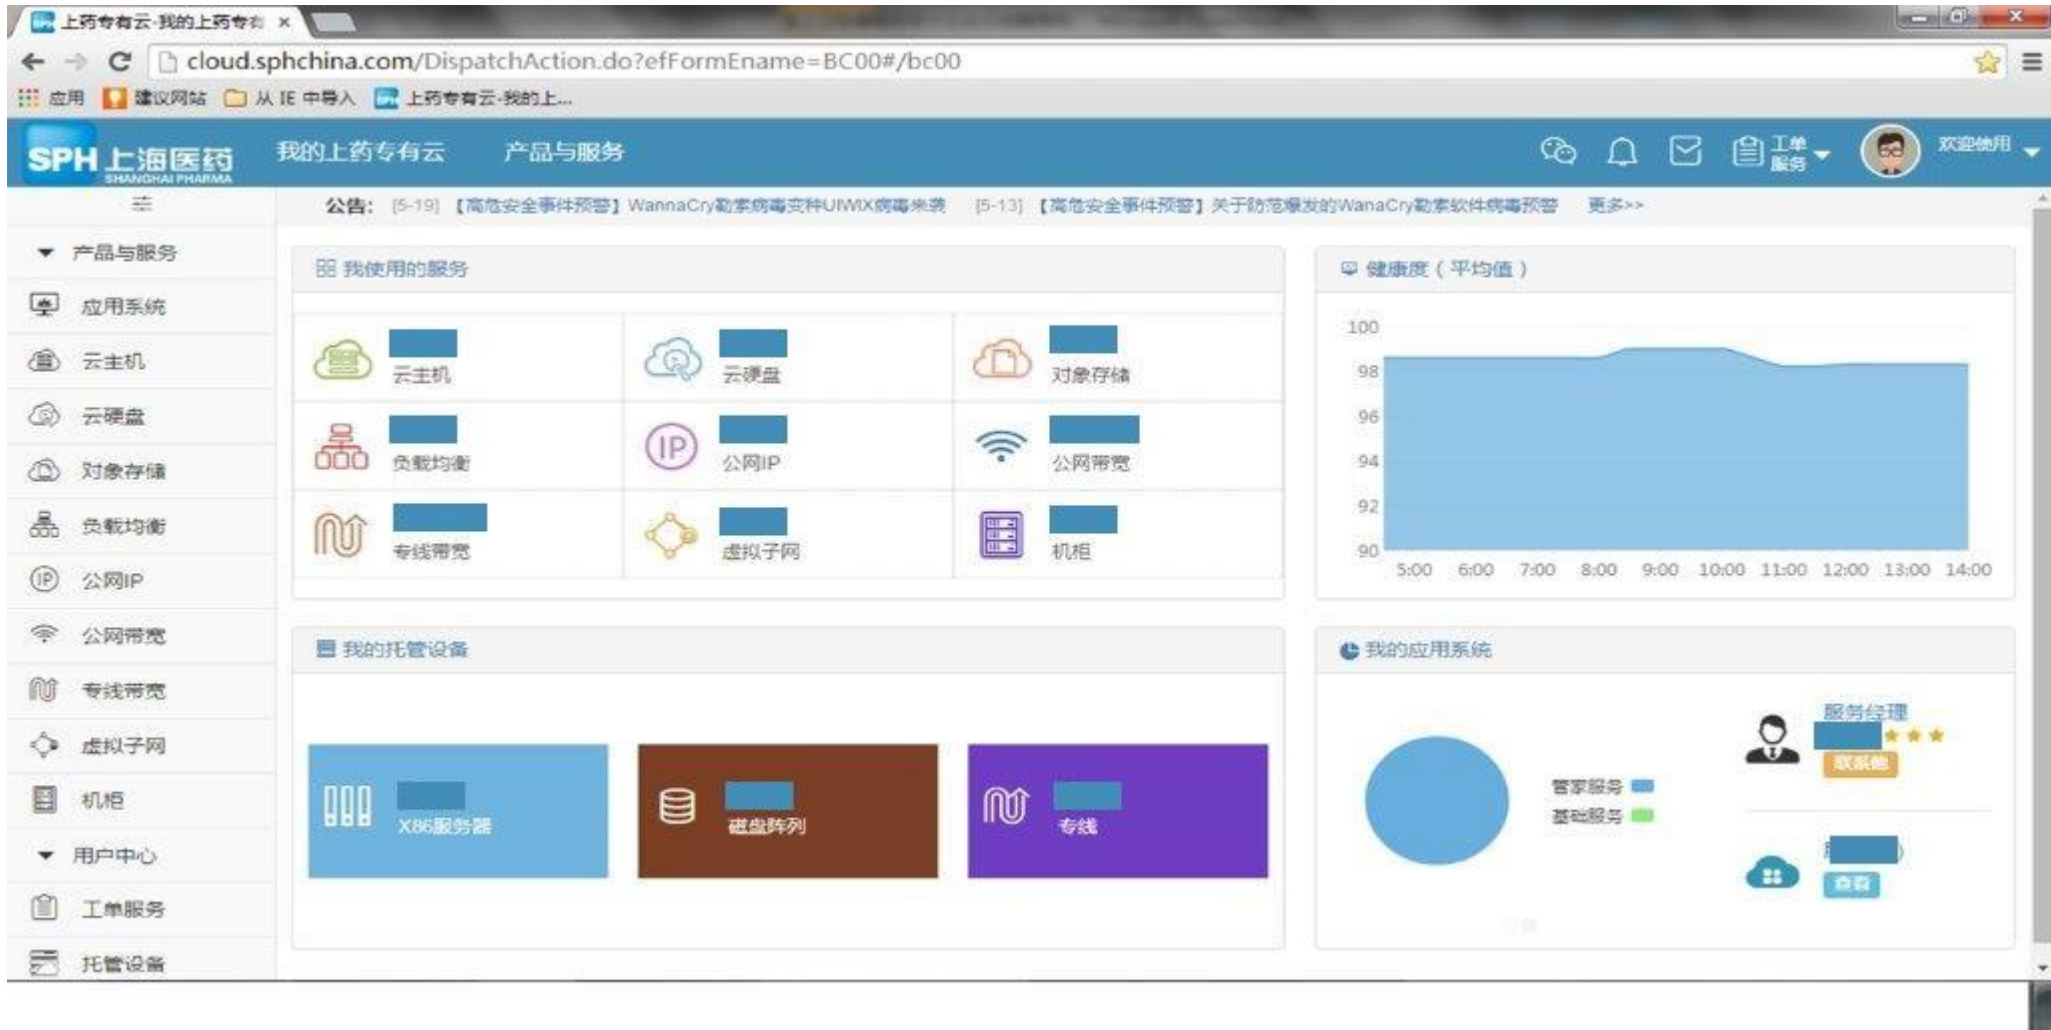 上药专有云-我的上药专有
cloud.sphchina.com/DispatchAction.do?efFormEname=BC00#/bc00
应用 建议网站 从 IE 中导入 上药专有云-我的上...
SPH 上海医药
SHANGHAI PHARMA
我的上药专有云 产品与服务 工单服务 欢迎使用
公告: [5-19] 【高危安全事件预警】WannaCry勒索病毒变种UIWIX病毒来袭 [5-13] 【高危安全事件预警】关于防范爆发的WanaCry勒索软件病毒预警 更多>>
产品与服务
应用系统
云主机
云硬盘
对象存储
负载均衡
公网IP
公网带宽
专线带宽
虚拟子网
机柜
用户中心
工单服务
托管设备
我使用的服务
云主机 云硬盘 对象存储
IP
负载均衡 公网IP 公网带宽
专线带宽 虚拟子网 机柜
健康度(平均值)
100
98
96
94
92
90
5:00 6:00 7:00 8:00 9:00 10:00 11:00 12:00 13:00 14:00
我的托管设备
X86服务器 磁盘阵列 专线
我的应用系统
管家服务
基础服务
服务经理
联系他
查看